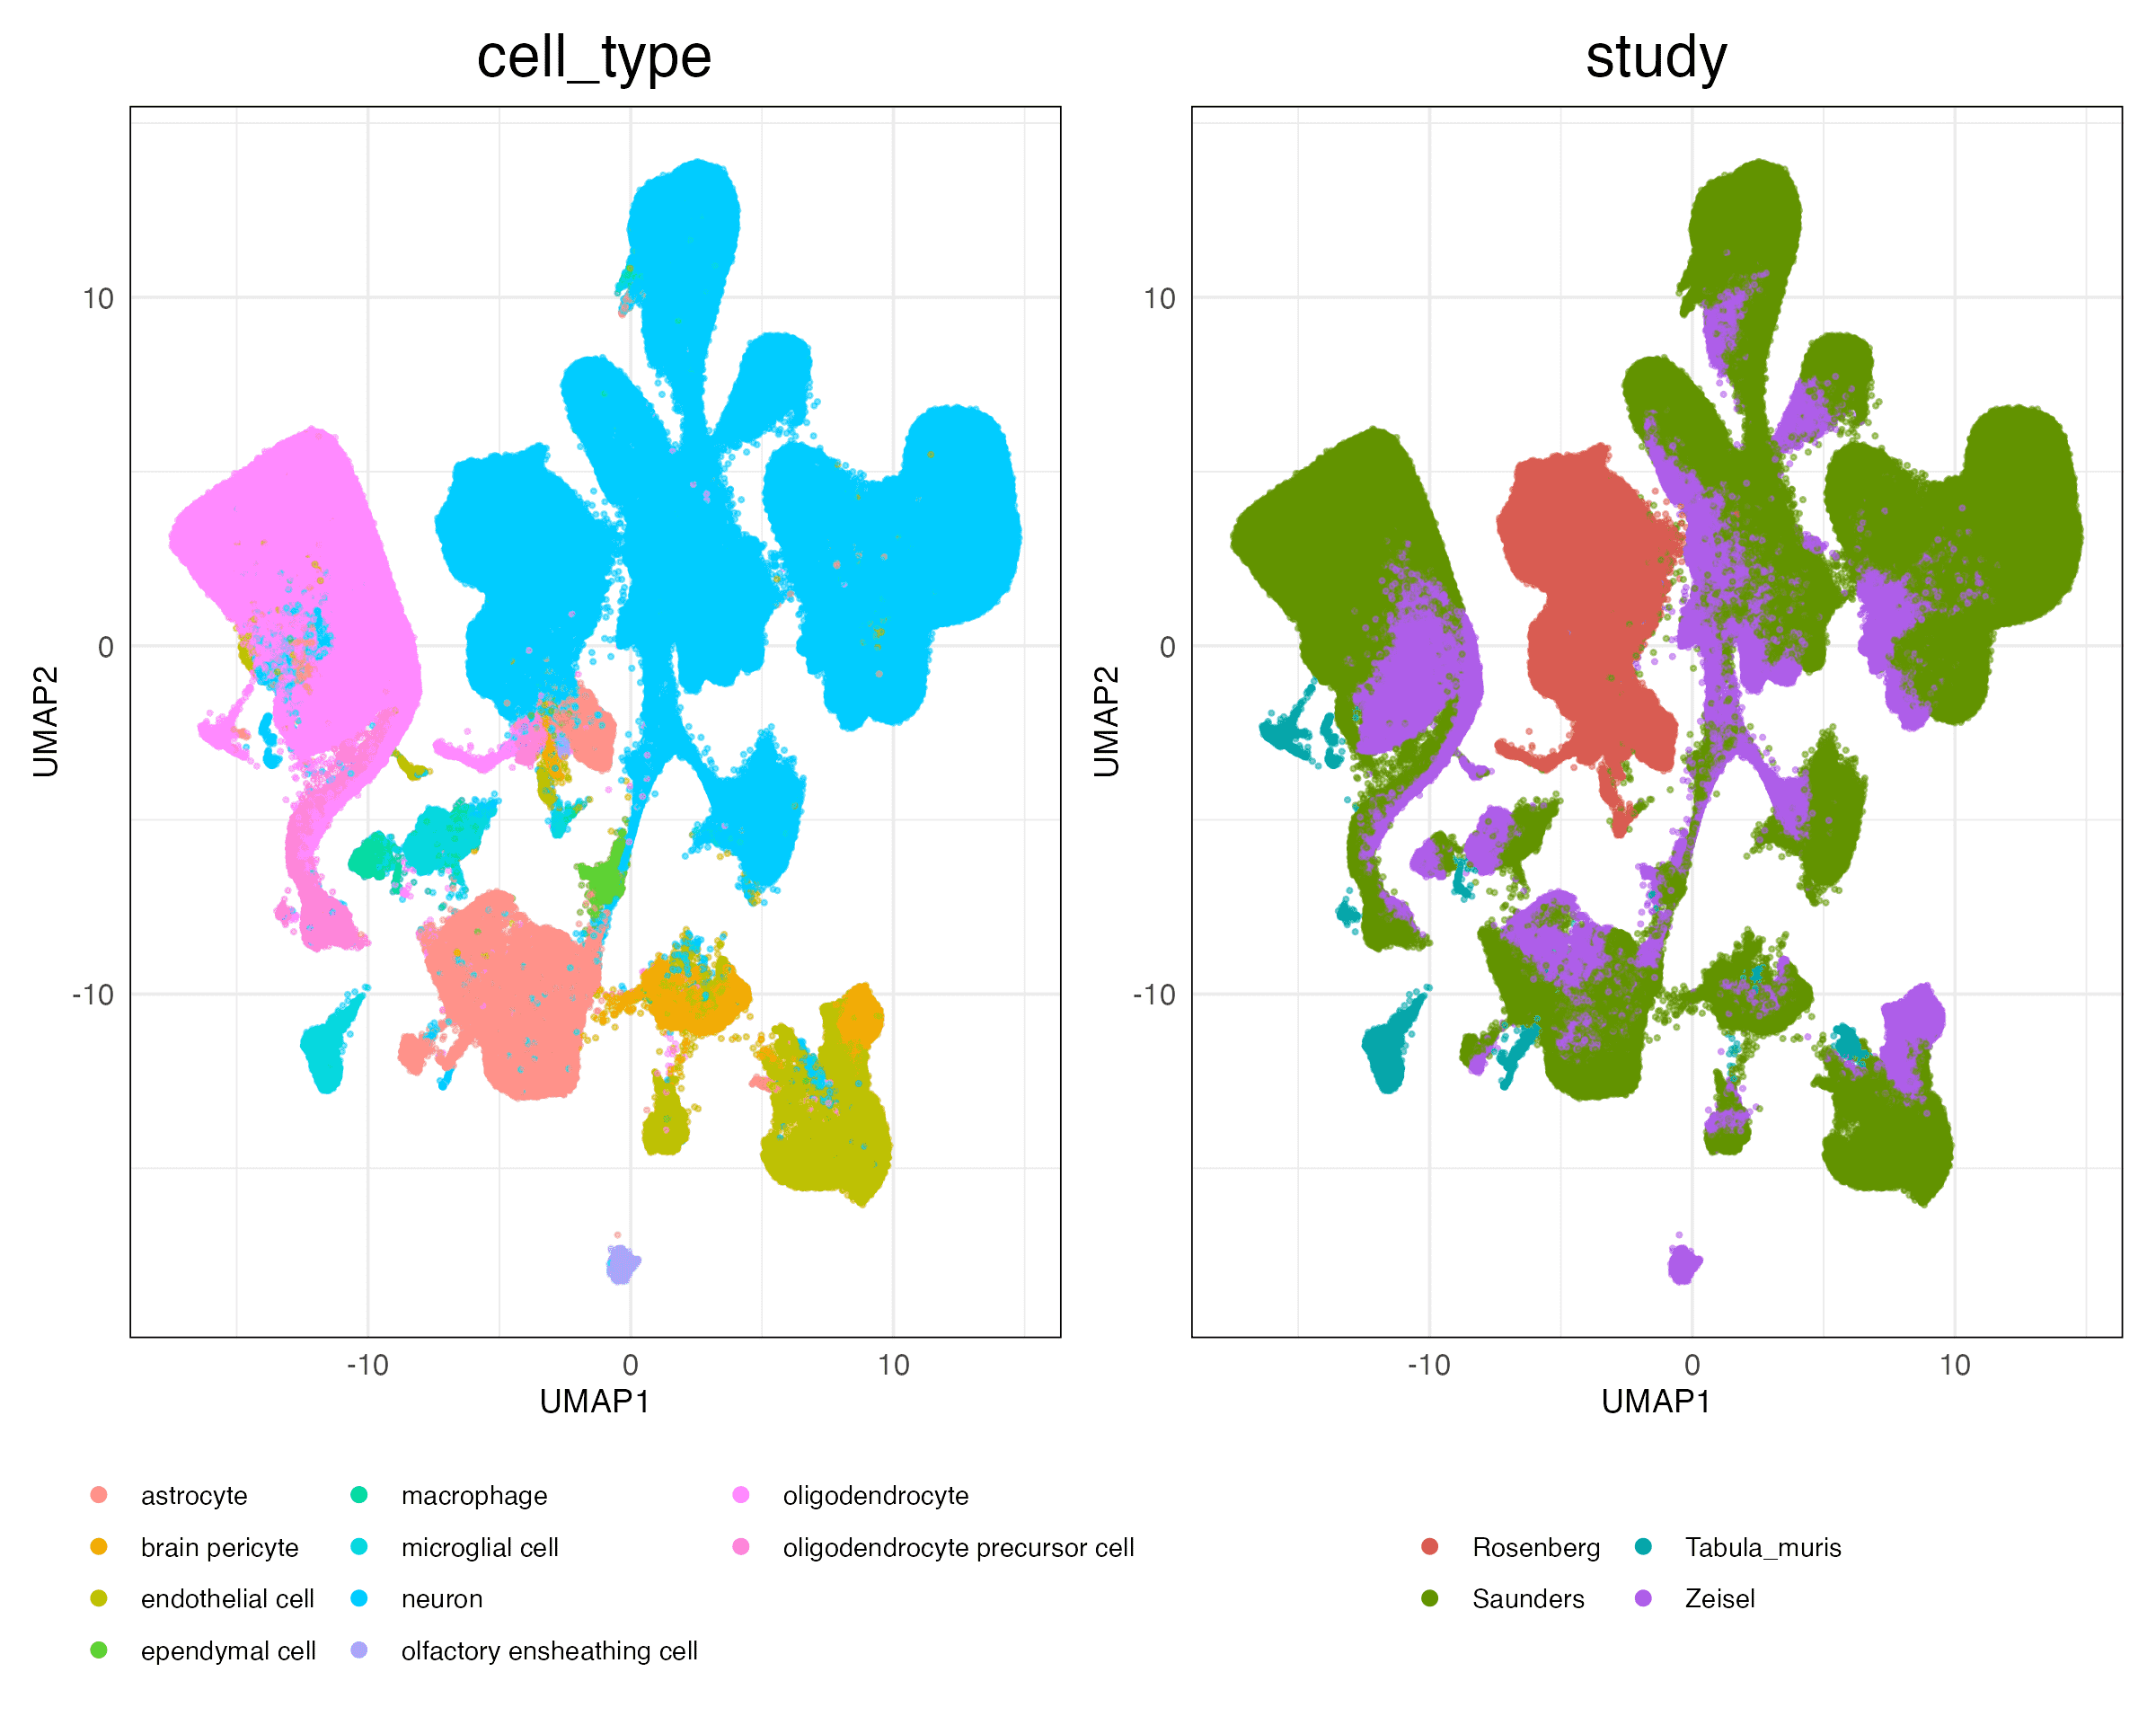 cell_type
study
10
0
-10
UMAP2
-10
0
10
UMAP1
10
0
-10
UMAP2
-10
0
10
UMAP1
astrocyte
brain pericyte
endothelial cell
ependymal cell
macrophage
microglial cell
neuron
olfactory ensheathing cell
oligodendrocyte
oligodendrocyte precursor cell
Rosenberg
Saunders
Tabula_muris
Zeisel